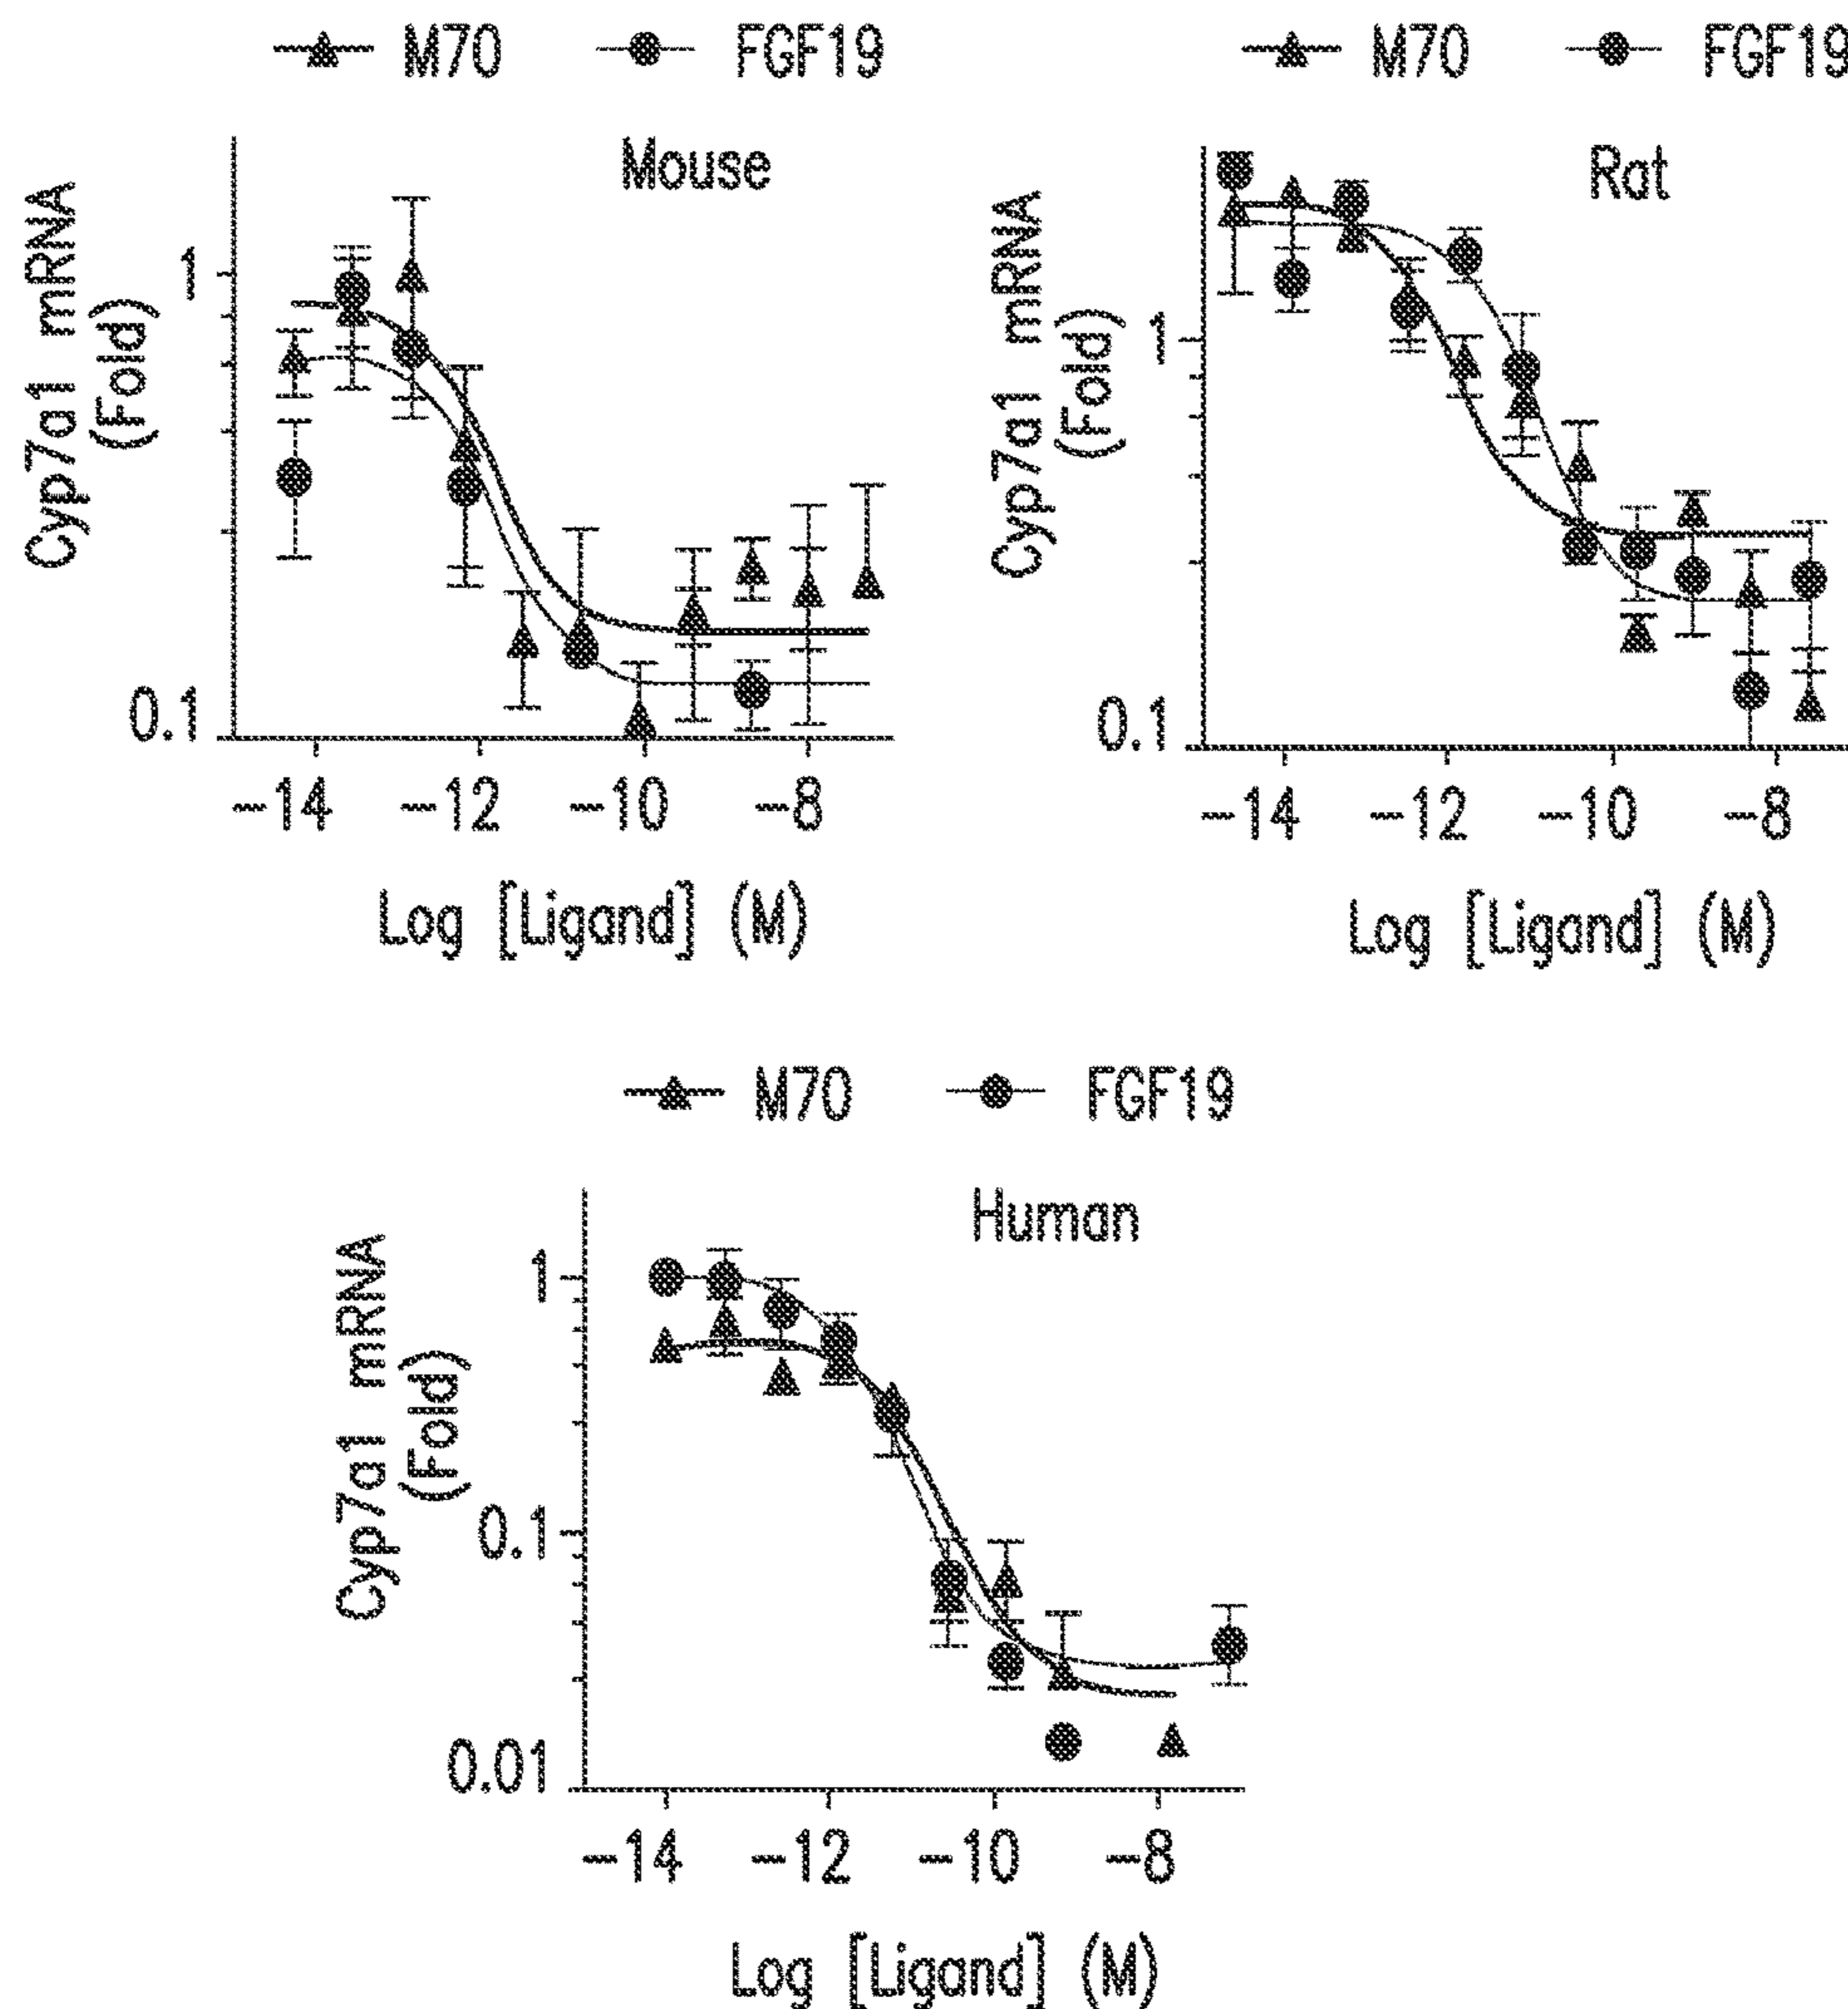 M70 FGF19
Mouse
Cyp7a1 mRNA
(Fold)
1
0.1
−14 −12 −10 −8
Log [Ligand] (M)
M70 FGF19
Rat
Cyp7a1 mRNA
(Fold)
1
0.1
−14 −12 −10 −8
Log [Ligand] (M)
M70 FGF19
Human
Cyp7a1 mRNA
(Fold)
1
0.1
0.01
−14 −12 −10 −8
Log [Ligand] (M)